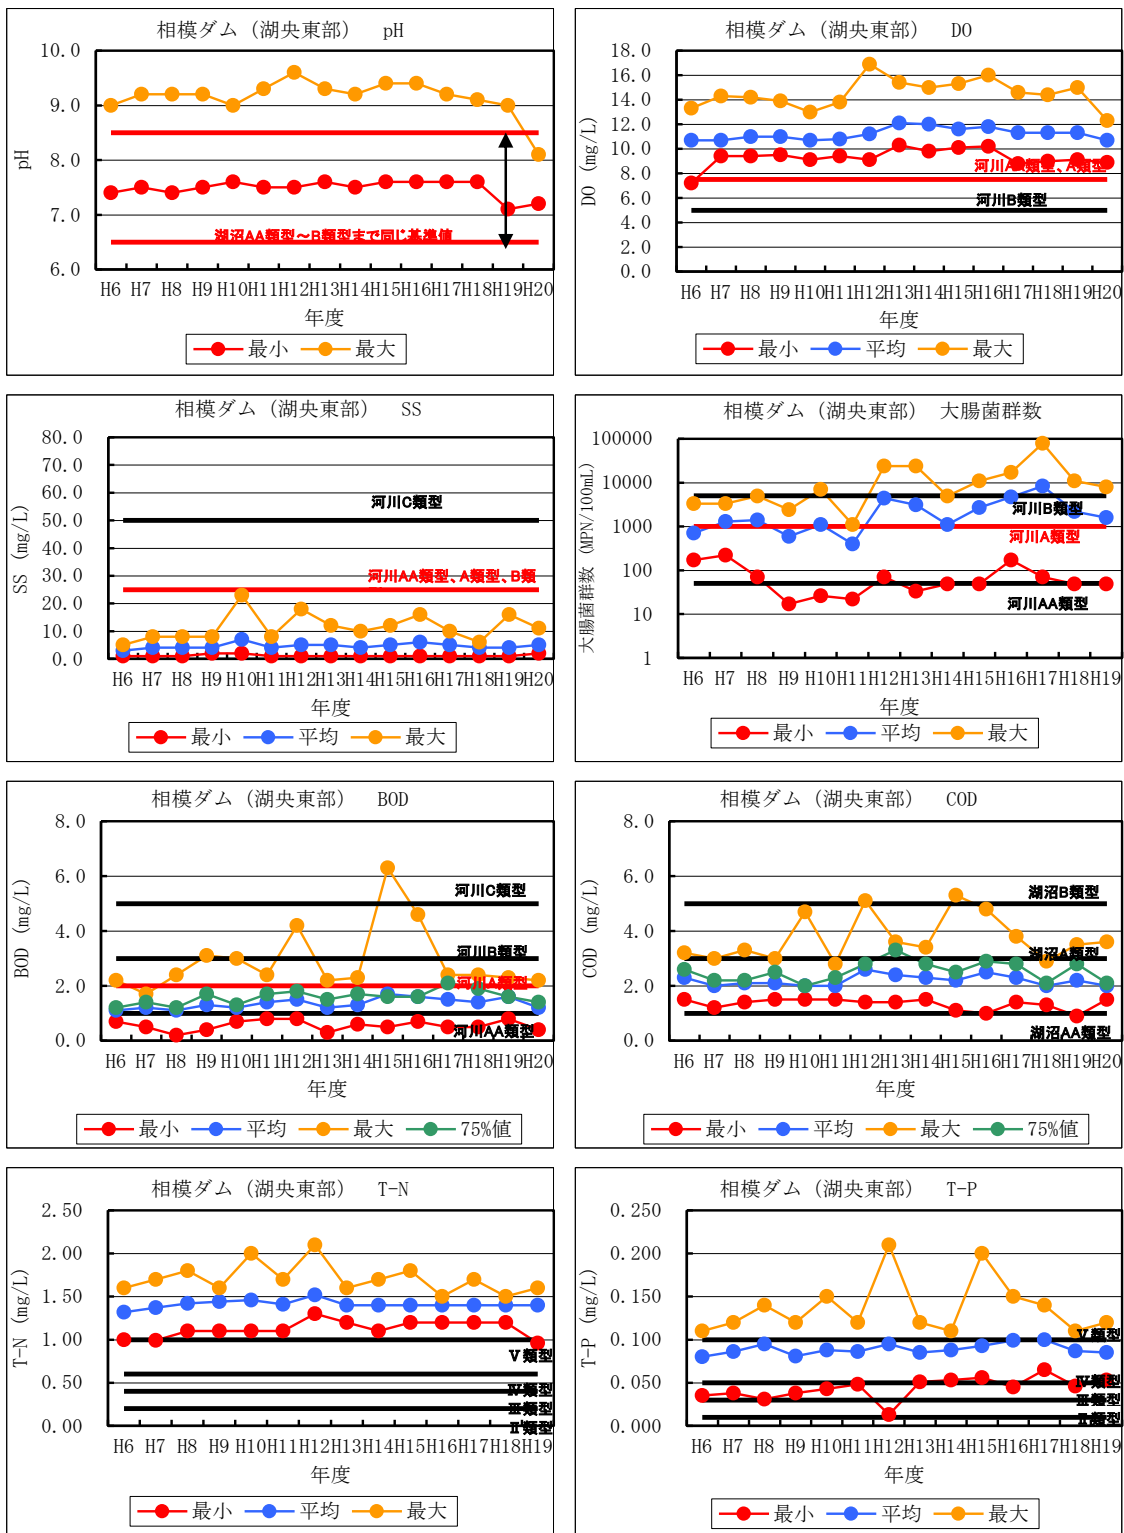 相模ダム (湖央東部) pH
10.0
9.0
8.0
7.0
6.0
pH
湖沼AA類型～B類型まで同じ基準値
H6 H7 H8 H9 H10 H11 H12 H13 H14 H15 H16 H17 H18 H19 H20
年度
最小 最大
相模ダム (湖央東部) DO
18.0
16.0
14.0
12.0
10.0
8.0
6.0
4.0
2.0
0.0
DO (mg/L)
河川AA類型、A類型
河川B類型
H6 H7 H8 H9 H10 H11 H12 H13 H14 H15 H16 H17 H18 H19 H20
年度
最小 平均 最大
相模ダム (湖央東部) SS
80.0
70.0
60.0
50.0
40.0
30.0
20.0
10.0
0.0
SS (mg/L)
河川C類型
河川AA類型、A類型、B類
H6 H7 H8 H9 H10 H11 H12 H13 H14 H15 H16 H17 H18 H19 H20
年度
最小 平均 最大
相模ダム (湖央東部) 大腸菌群数
100000
10000
1000
100
10
1
大腸菌群数 (MPN/100mL)
河川B類型
河川A類型
河川AA類型
H6 H7 H8 H9 H10 H11 H12 H13 H14 H15 H16 H17 H18 H19
年度
最小 平均 最大
相模ダム (湖央東部) BOD
8.0
6.0
4.0
2.0
0.0
BOD (mg/L)
河川C類型
河川B類型
河川A類型
河川AA類型
H6 H7 H8 H9 H10 H11 H12 H13 H14 H15 H16 H17 H18 H19 H20
年度
最小 平均 最大 75%値
相模ダム (湖央東部) COD
8.0
6.0
4.0
2.0
0.0
COD (mg/L)
湖沼B類型
湖沼A類型
湖沼AA類型
H6 H7 H8 H9 H10 H11 H12 H13 H14 H15 H16 H17 H18 H19 H20
年度
最小 平均 最大 75%値
相模ダム (湖央東部) T-N
2.50
2.00
1.50
1.00
0.50
0.00
T-N (mg/L)
Ⅴ類型
Ⅳ類型
Ⅲ類型
Ⅱ類型
H6 H7 H8 H9 H10 H11 H12 H13 H14 H15 H16 H17 H18 H19
年度
最小 平均 最大
相模ダム (湖央東部) T-P
0.250
0.200
0.150
0.100
0.050
0.000
T-P (mg/L)
Ⅴ類型
Ⅳ類型
Ⅲ類型
Ⅱ類型
H6 H7 H8 H9 H10 H11 H12 H13 H14 H15 H16 H17 H18 H19
年度
最小 平均 最大